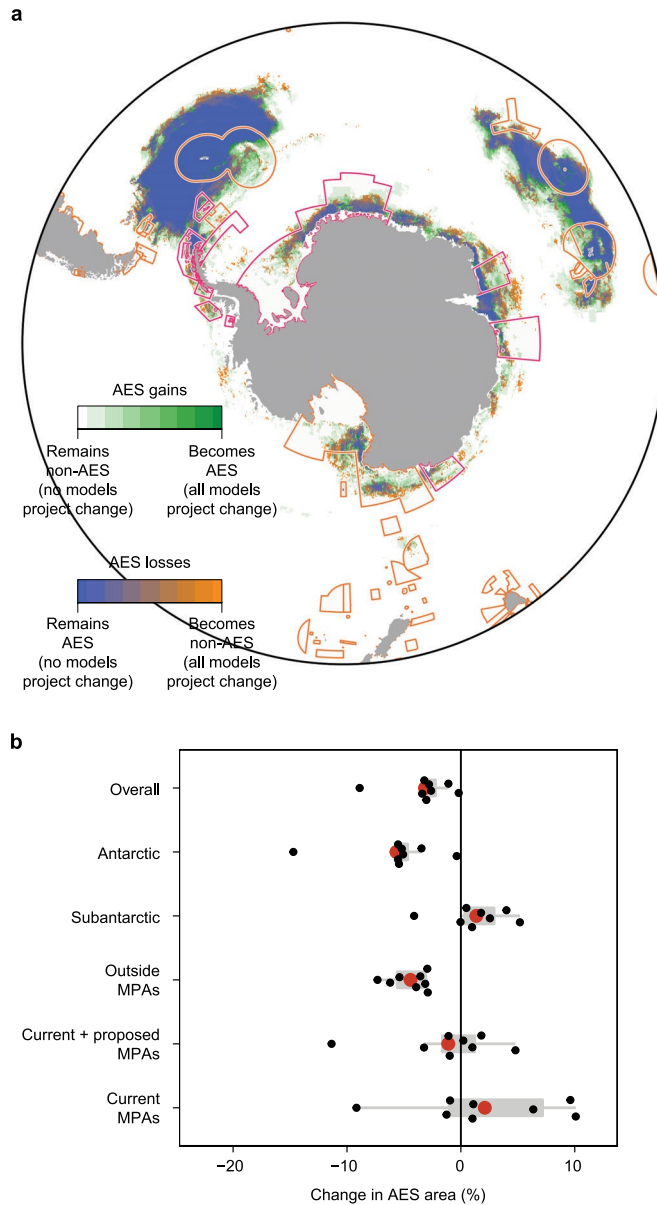 a
AES gains
Remains
non-AES
(no models
project change)
Becomes
AES
(all models
project change)
AES losses
Remains
AES
(no models
project change)
Becomes
non-AES
(all models
project change)
b
Overall
Antarctic
Subantarctic
Outside
MPAs
Current + proposed
MPAs
Current
MPAs
−20
−10
0
10
Change in AES area (%)